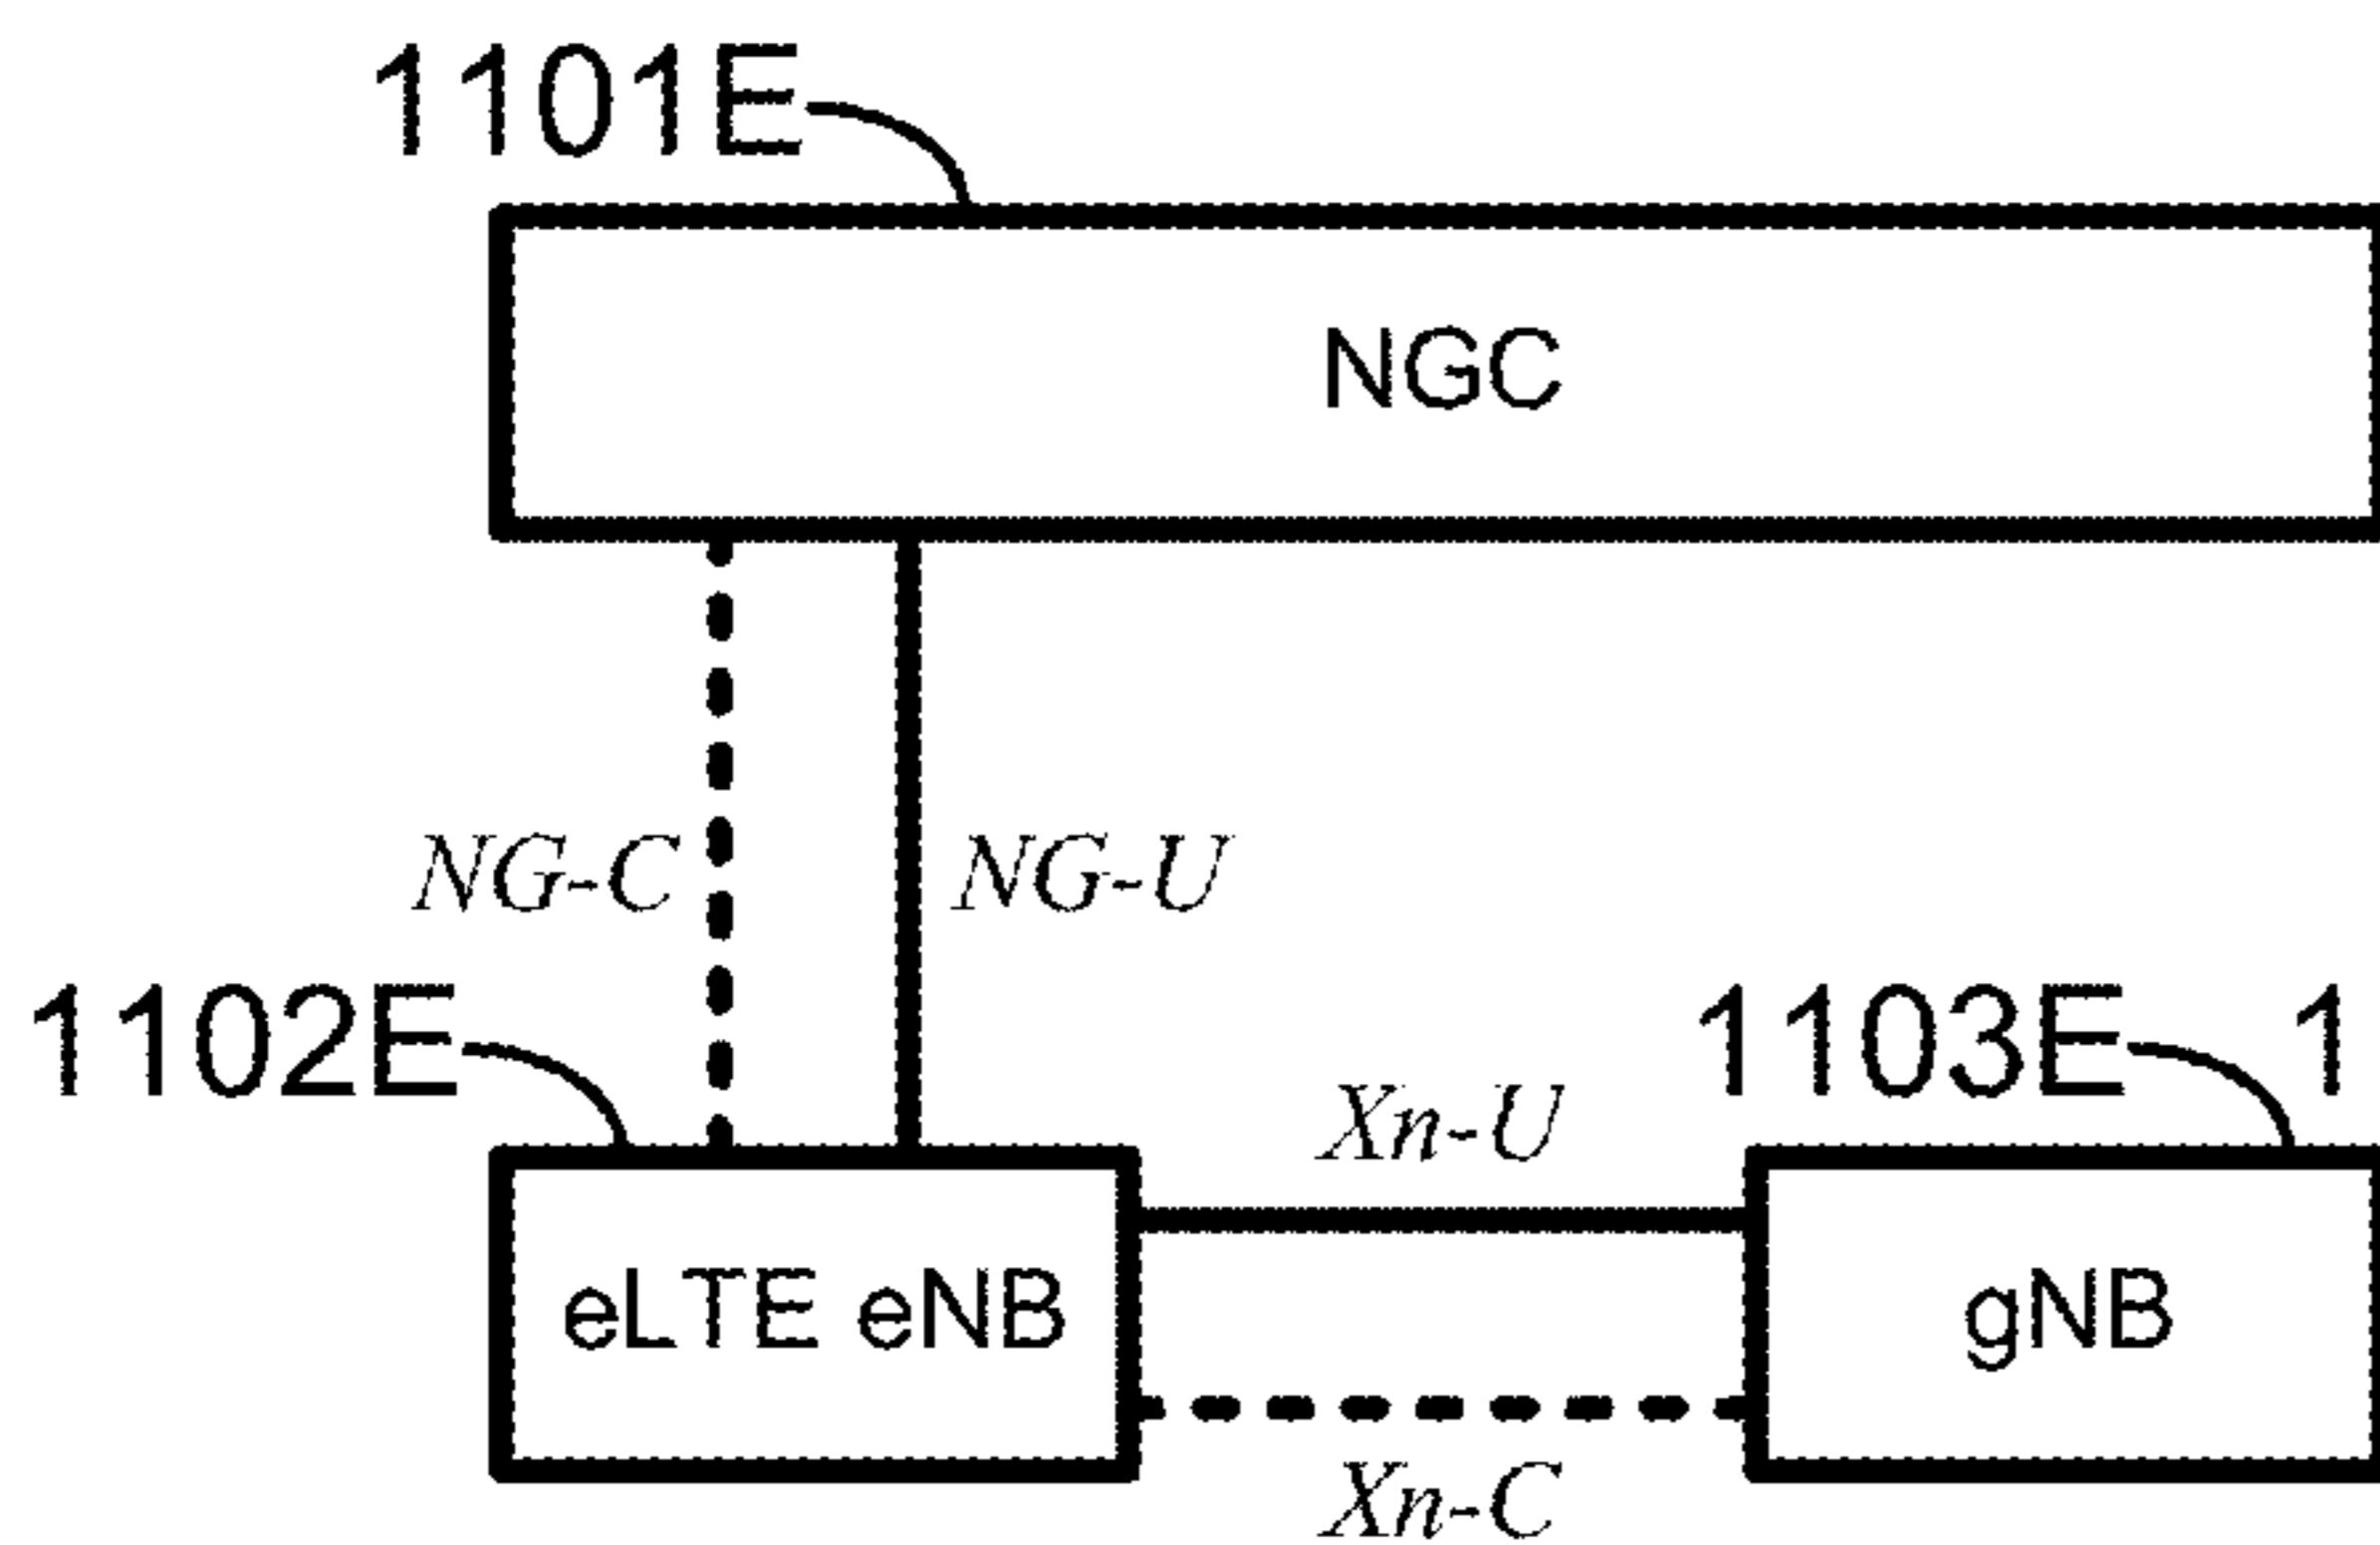 1101E
NGC
NG-C NG-U
1102E 1103E 1
Xn-U
eLTE eNB gNB
Xn-C